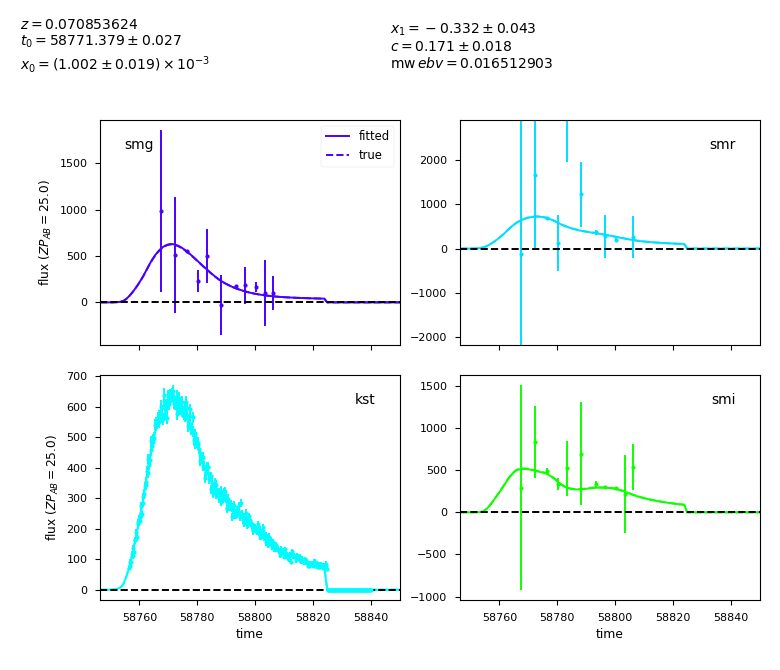 z = 0.070853624
t₀ = 58771.379 ± 0.027
x₀ = (1.002 ± 0.019) × 10⁻³
x₁ = −0.332 ± 0.043
c = 0.171 ± 0.018
mw ebv = 0.016512903
smg
fitted
true
1500
1000
500
0
flux (ZP_AB = 25.0)
smr
2000
1000
0
−1000
−2000
kst
700
600
500
400
300
200
100
0
flux (ZP_AB = 25.0)
58760 58780 58800 58820 58840
time
smi
1500
1000
500
0
−500
−1000
58760 58780 58800 58820 58840
time